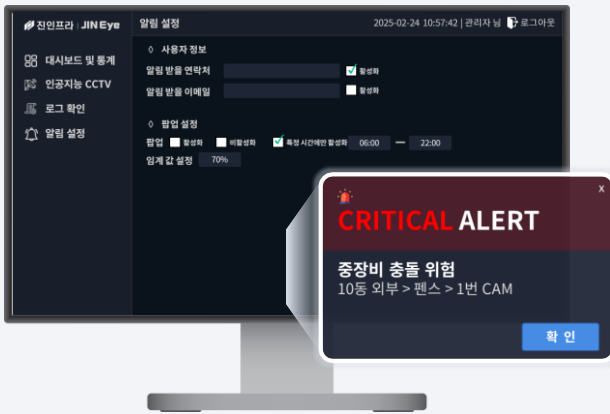 진인프라 | JIN Eye
알림 설정
2025-02-24 10:57:42 | 관리자 님 로그아웃
대시보드 및 통계
인공지능 CCTV
로그 확인
알림 설정
◇ 사용자 정보
알림 받을 연락처 활성화
알림 받을 이메일 활성화
◇ 팝업 설정
팝업 활성화 비활성화 특정 시간에만 활성화 06:00 — 22:00
임계 값 설정 70%
x
CRITICAL ALERT
중장비 충돌 위험
10동 외부 > 펜스 > 1번 CAM
확 인